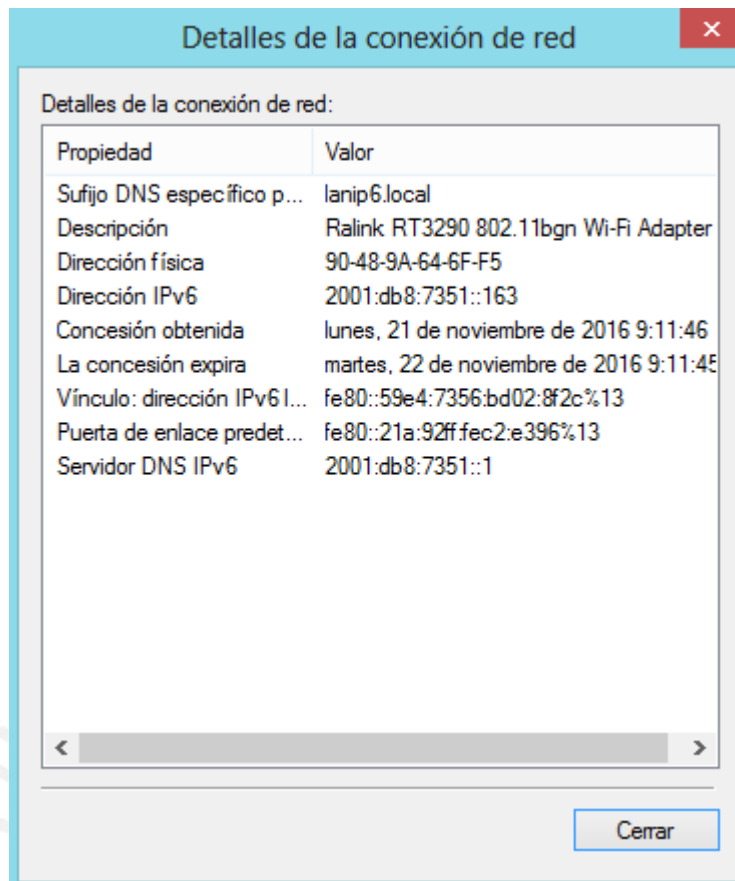 Detalles de la conexión de red
Detalles de la conexión de red:
Propiedad Valor
Sufijo DNS específico p... lanip6.local
Descripción Ralink RT3290 802.11bgn Wi-Fi Adapter
Dirección física 90-48-9A-64-6F-F5
Dirección IPv6 2001:db8:7351::163
Concesión obtenida lunes, 21 de noviembre de 2016 9:11:46
La concesión expira martes, 22 de noviembre de 2016 9:11:45
Vínculo: dirección IPv6 l... fe80::59e4:7356:bd02:8f2c%13
Puerta de enlace predet... fe80::21a:92ff:fec2:e396%13
Servidor DNS IPv6 2001:db8:7351::1
Cerrar